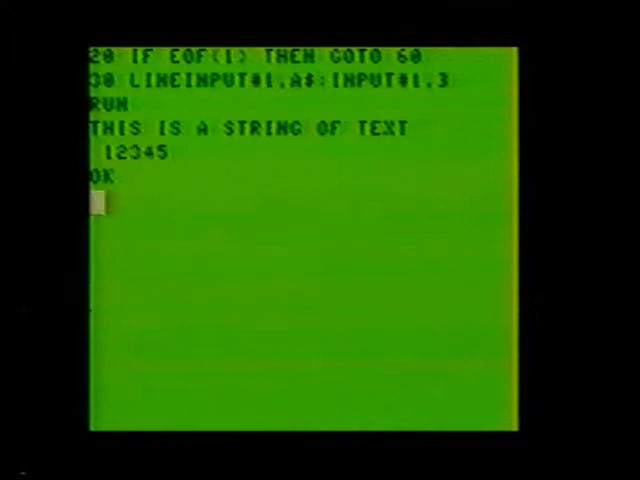 20 IF EOF(1) THEN GOTO 60
30 LINEINPUT#1,A$:INPUT#1,3
RUN
THIS IS A STRING OF TEXT
12345
OK